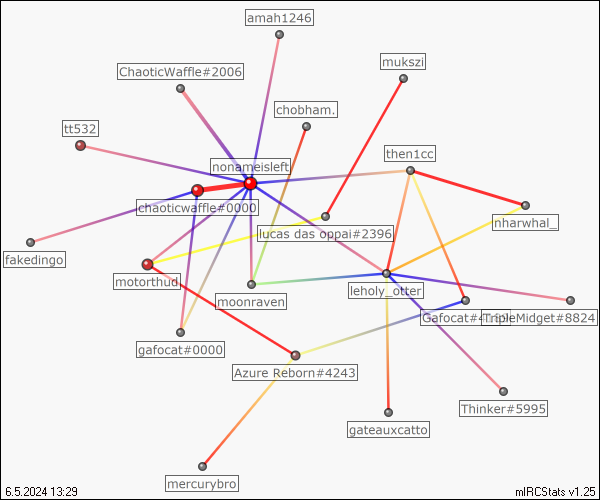 amah1246
mukszi
ChaoticWaffle#2006
chobham.
tt532
then1cc
nonameisleft
chaoticwaffle#0000
nharwhal_
lucas das oppai#2396
fakedingo
motorthud
leholy_otter
moonraven
Gafocat#4
TripleMidget#8824
gafocat#0000
Azure Reborn#4243
Thinker#5995
gateauxcatto
mercurybro
6.5.2024 13:29
mIRCStats v1.25